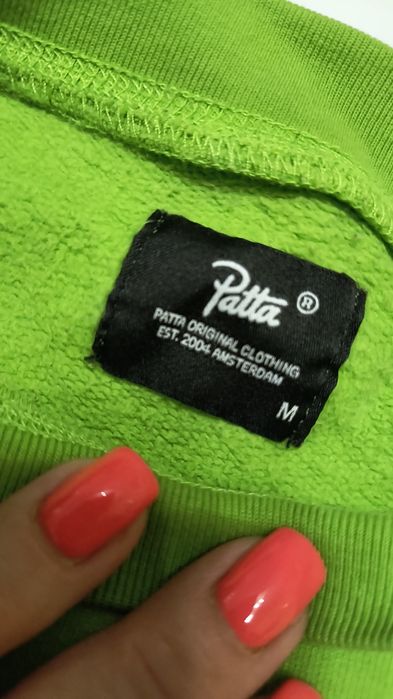 Patta ®
PATTA ORIGINAL CLOTHING
EST. 2004 AMSTERDAM
M